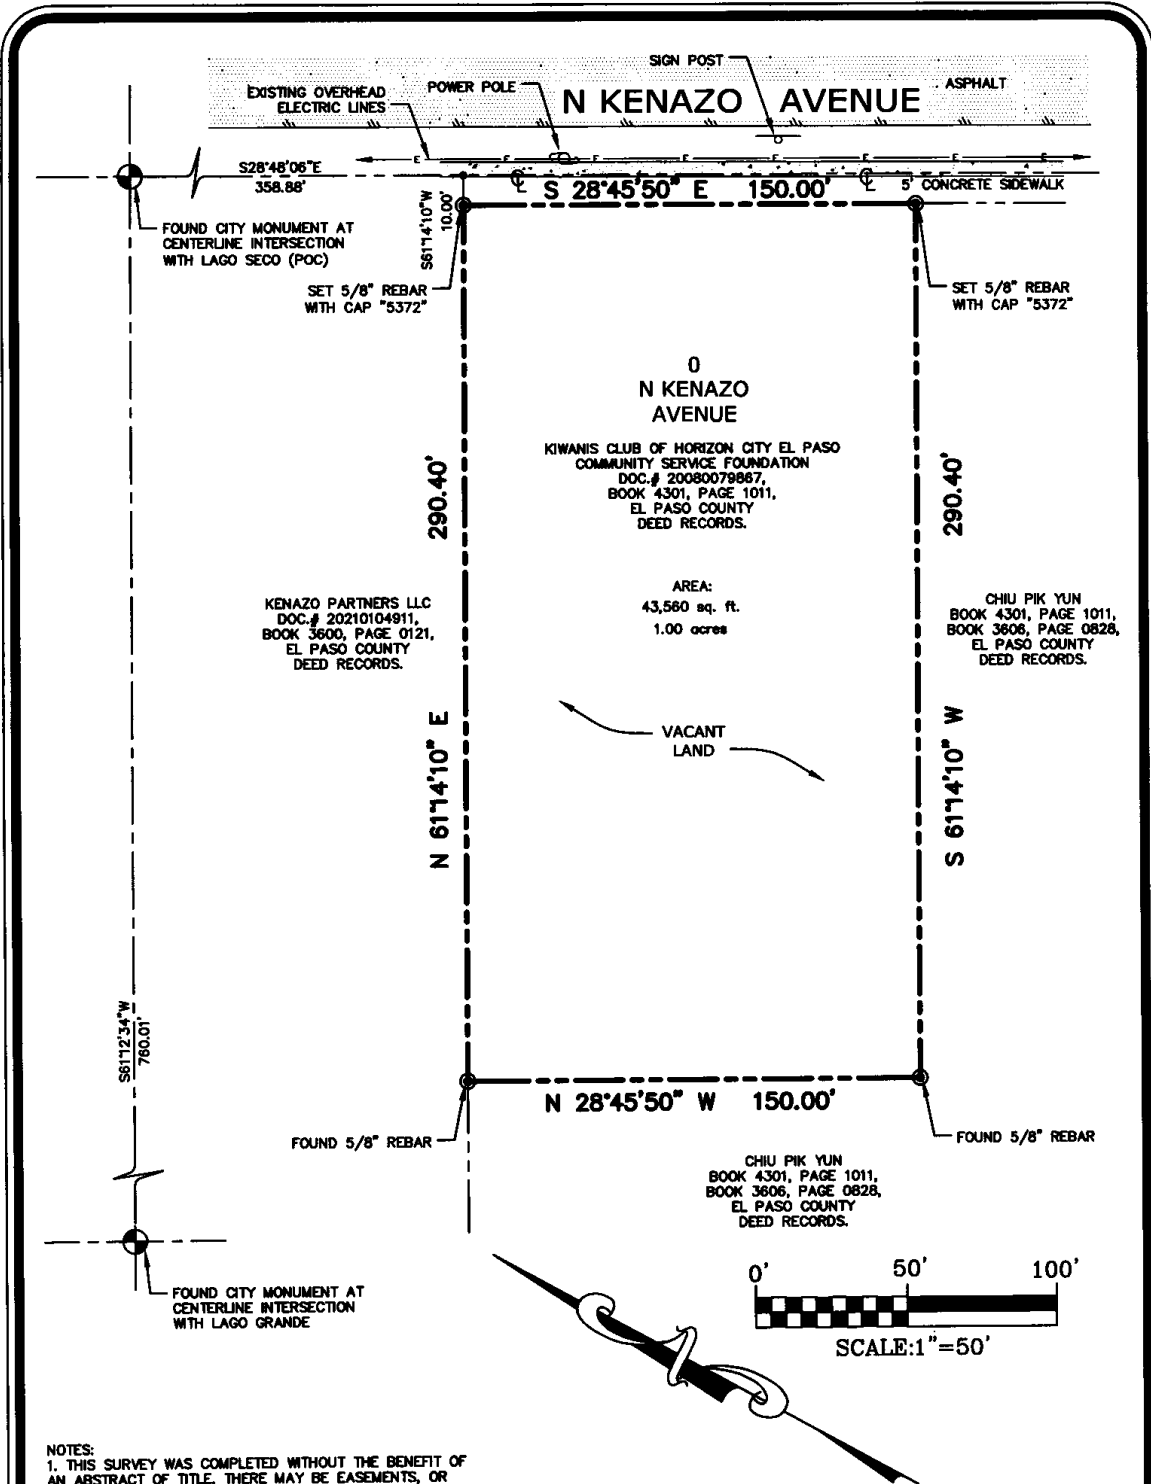 SIGN POST
ASPHALT
POWER POLE
N KENAZO AVENUE
EXISTING OVERHEAD
ELECTRIC LINES
E E E E E E E E
S28°48'06"E
358.88'
℄ S 28°45'50" E 150.00' ℄
5' CONCRETE SIDEWALK
S61°14'10"W
10.00'
FOUND CITY MONUMENT AT
CENTERLINE INTERSECTION
WITH LAGO SECO (POC)
SET 5/8" REBAR
WITH CAP "5372"
SET 5/8" REBAR
WITH CAP "5372"
0
N KENAZO
AVENUE
KIWANIS CLUB OF HORIZON CITY EL PASO
COMMUNITY SERVICE FOUNDATION
DOC.# 20080079867,
BOOK 4301, PAGE 1011,
EL PASO COUNTY
DEED RECORDS.
N 61°14'10" E 290.40'
S 61°14'10" W 290.40'
AREA:
43,560 sq. ft.
1.00 acres
KENAZO PARTNERS LLC
DOC.# 20210104911,
BOOK 3600, PAGE 0121,
EL PASO COUNTY
DEED RECORDS.
CHIU PIK YUN
BOOK 4301, PAGE 1011,
BOOK 3606, PAGE 0828,
EL PASO COUNTY
DEED RECORDS.
VACANT
LAND
S61°12'34"W
760.01'
N 28°45'50" W 150.00'
FOUND 5/8" REBAR
FOUND 5/8" REBAR
CHIU PIK YUN
BOOK 4301, PAGE 1011,
BOOK 3606, PAGE 0828,
EL PASO COUNTY
DEED RECORDS.
FOUND CITY MONUMENT AT
CENTERLINE INTERSECTION
WITH LAGO GRANDE
0' 50' 100'
SCALE:1"=50'
N
NOTES:
1. THIS SURVEY WAS COMPLETED WITHOUT THE BENEFIT OF
AN ABSTRACT OF TITLE. THERE MAY BE EASEMENTS, OR